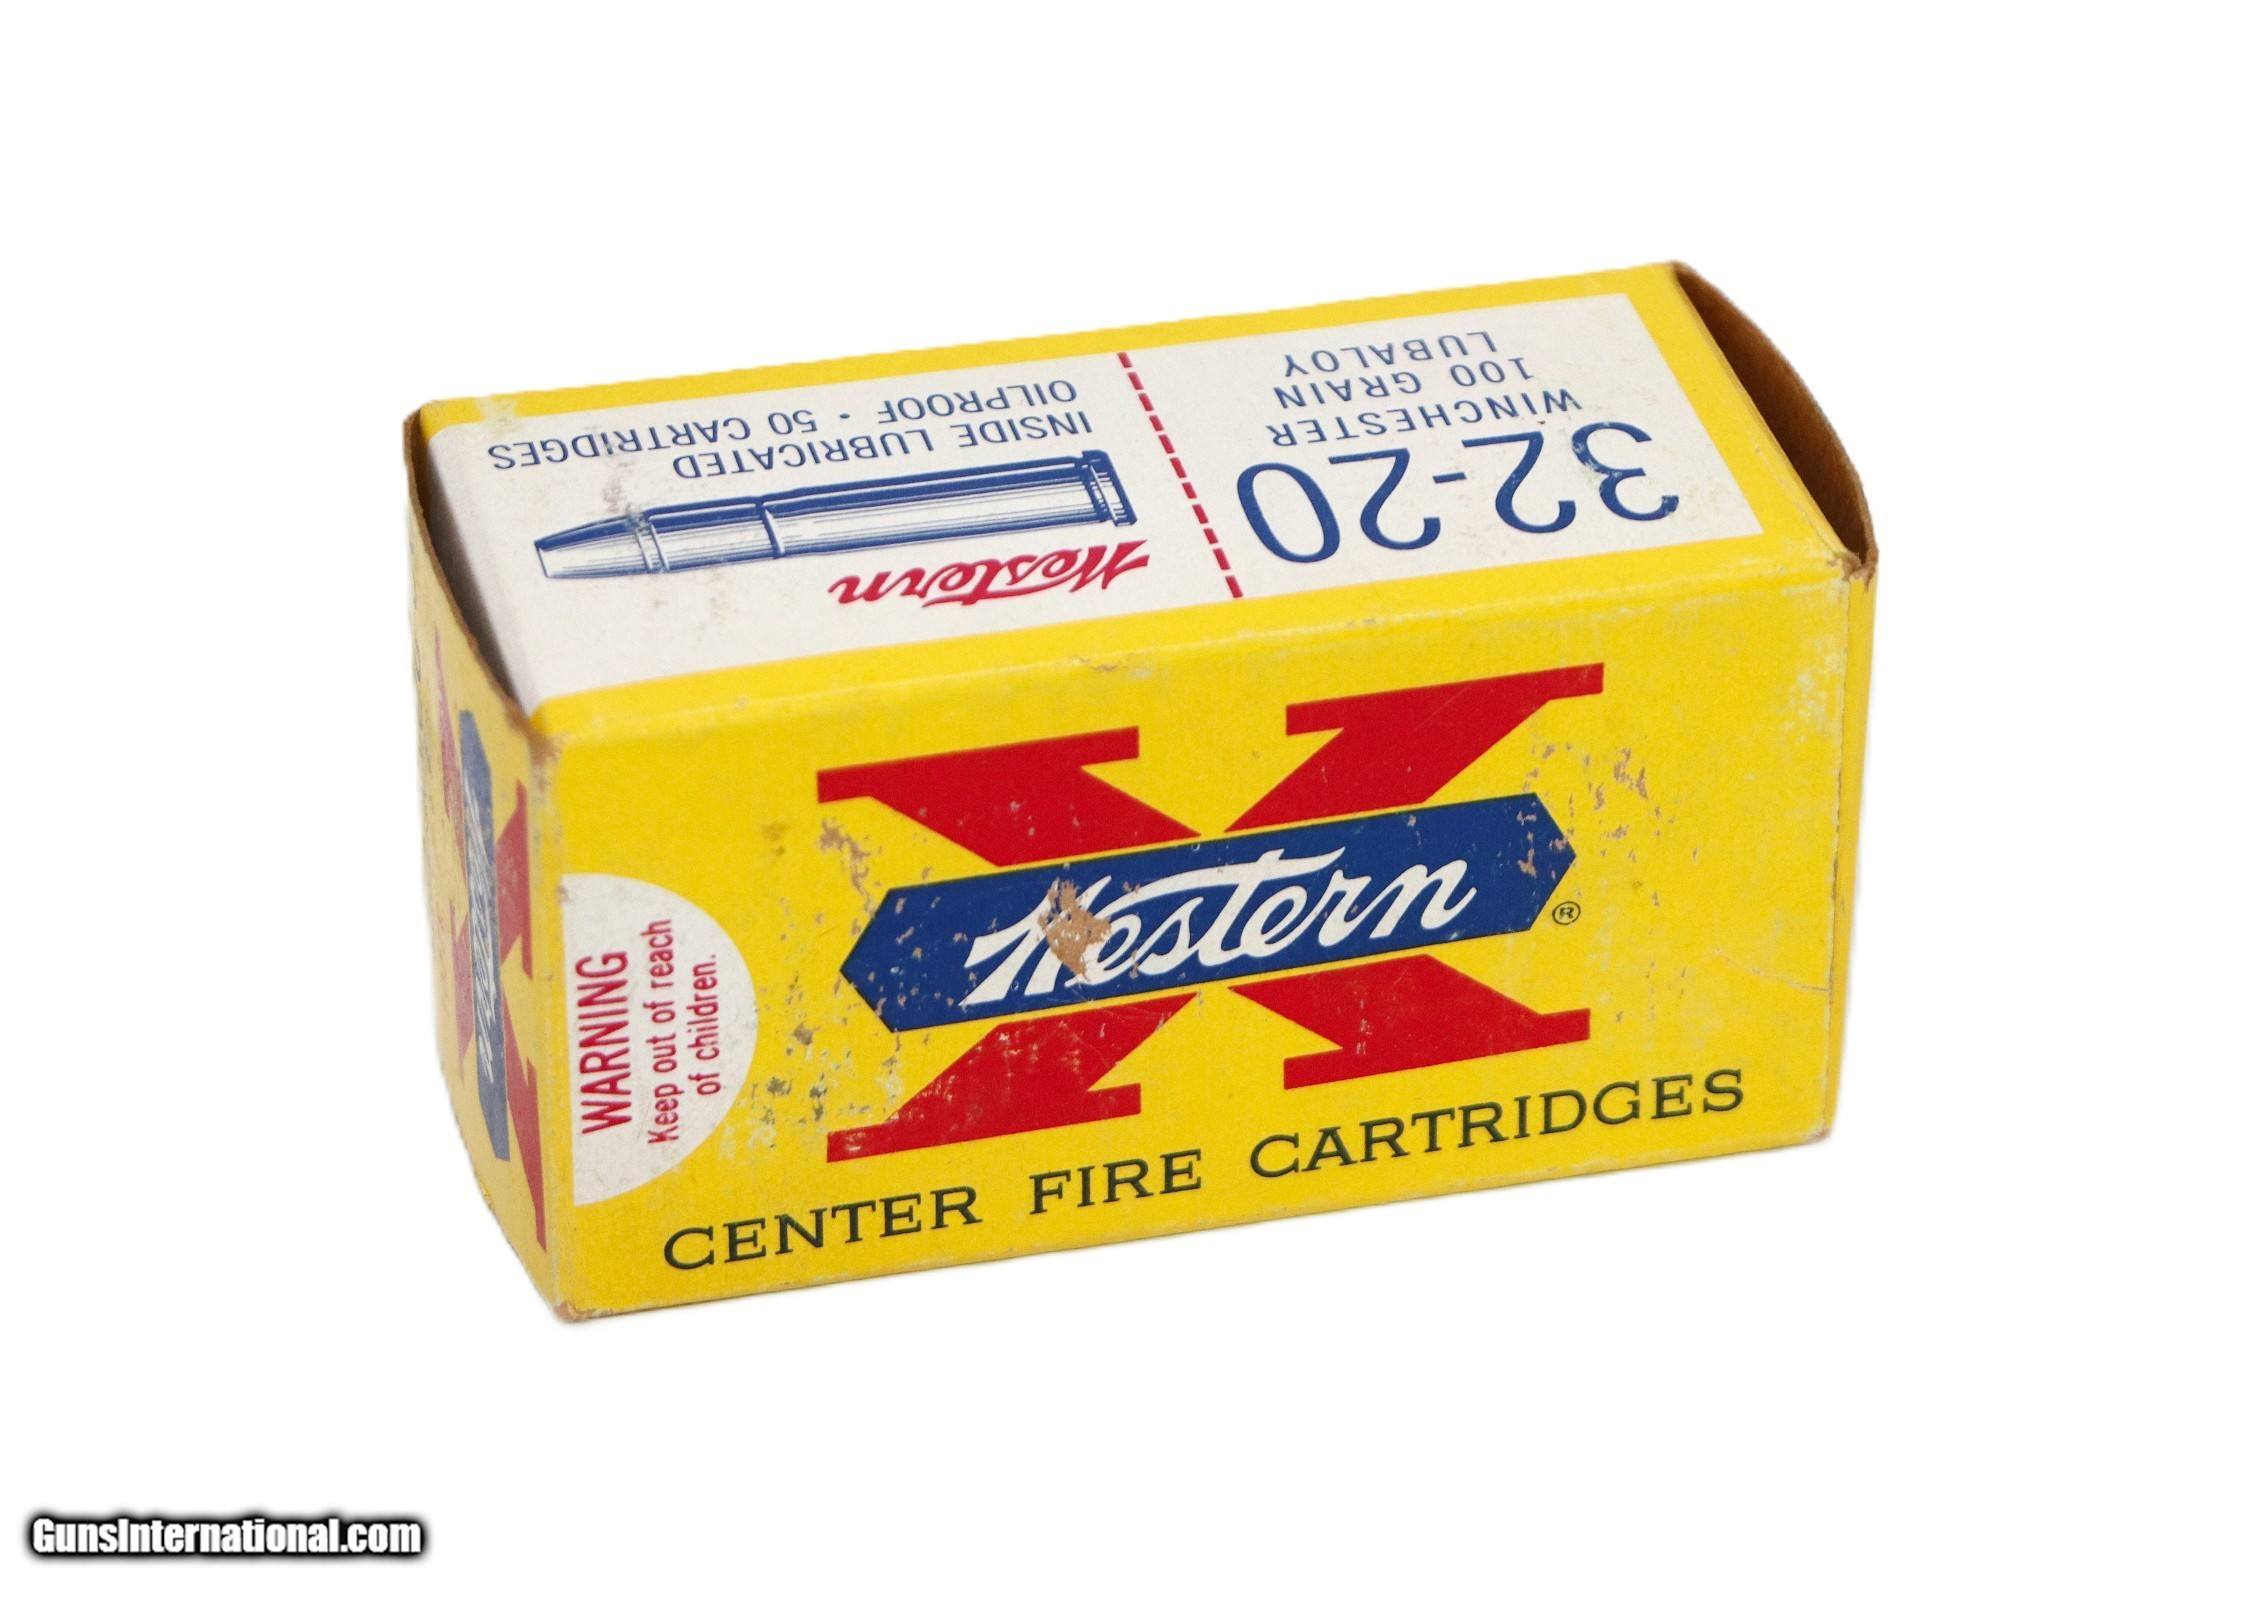 32-20
WINCHESTER
100 GRAIN
LUBALOY
Western
INSIDE LUBRICATED
OILPROOF • 50 CARTRIDGES
Western®
CENTER FIRE CARTRIDGES
WARNING
Keep out of reach
of children.
X
Western
GunsInternational.com